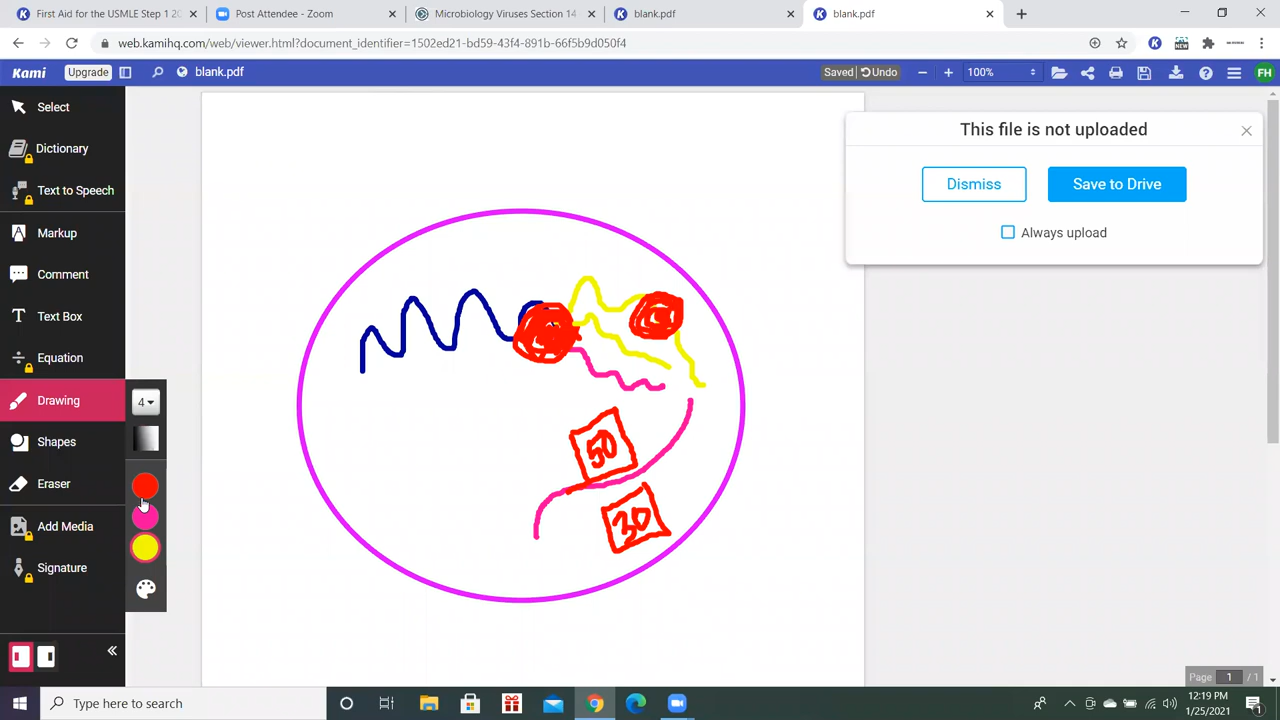 First Aid for the USMLE Step 1 20
Post Attendee - Zoom
Microbiology Viruses Section 14
blank.pdf
blank.pdf
web.kamihq.com/web/viewer.html?document_identifier=1502ed21-bd59-43f4-891b-66f5b9d050f4
NEW
Kami
Upgrade
blank.pdf
Saved
Undo
100%
FH
Select
Dictionary
Text to Speech
Markup
Comment
Text Box
Equation
Drawing
Shapes
Eraser
Add Media
Signature
4
This file is not uploaded
Dismiss
Save to Drive
Always upload
50
30
Page 1 / 1
Type here to search
12:19 PM
1/25/2021
1